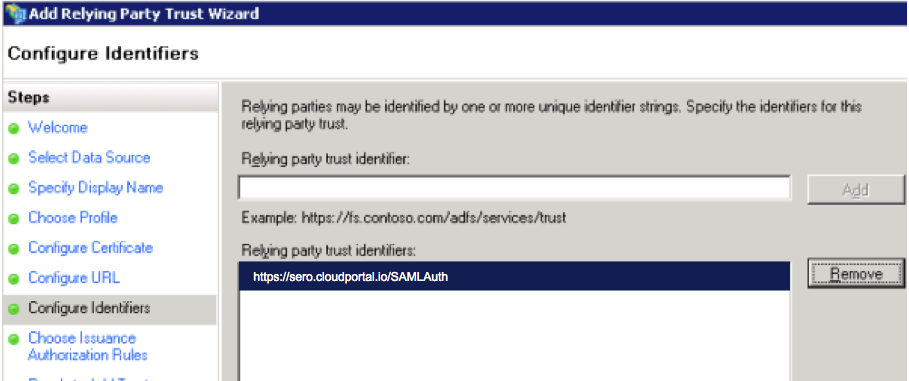 Add Relying Party Trust Wizard
Configure Identifiers
Steps
Welcome
Select Data Source
Specify Display Name
Choose Profile
Configure Certificate
Configure URL
Configure Identifiers
Choose Issuance
Authorization Rules
Relying parties may be identified by one or more unique identifier strings. Specify the identifiers for this
relying party trust.
Relying party trust identifier:
Add
Example: https://fs.contoso.com/adfs/services/trust
Relying party trust identifiers:
https://sero.cloudportal.io/SAMLAuth
Remove